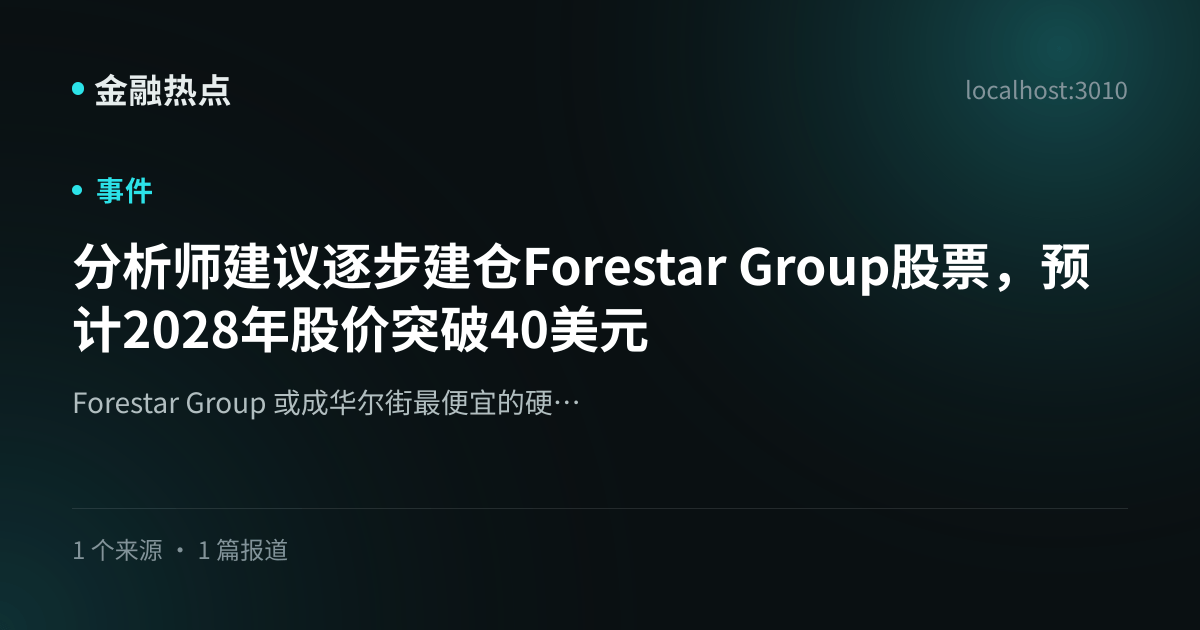 金融热点
localhost:3010
事件
分析师建议逐步建仓Forestar Group股票，预
计2028年股价突破40美元
Forestar Group 或成华尔街最便宜的硬…
1 个来源 · 1 篇报道